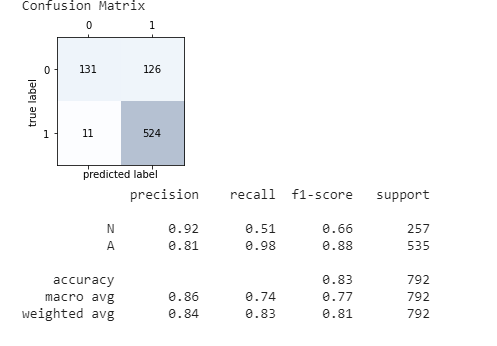 Confusion Matrix
0 1
0 131 126
true label
1 11 524
predicted label
precision recall f1-score support
N 0.92 0.51 0.66 257
A 0.81 0.98 0.88 535
accuracy 0.83 792
macro avg 0.86 0.74 0.77 792
weighted avg 0.84 0.83 0.81 792